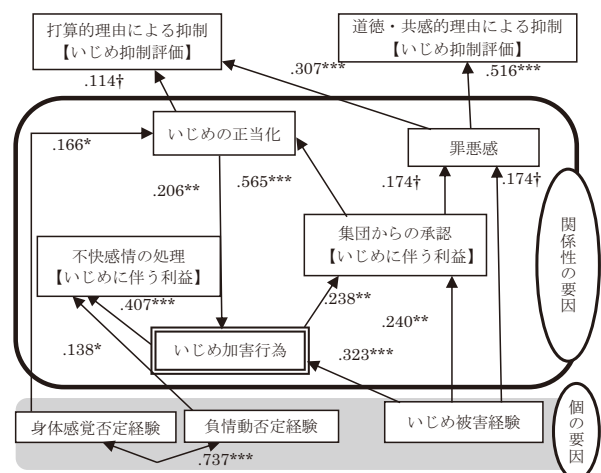 打算的理由による抑制
【いじめ抑制評価】
道徳・共感的理由による抑制
【いじめ抑制評価】
.114†
.307***
.516***
.166*
いじめの正当化
罪悪感
.206**
.565***
.174†
.174†
関係性の要因
不快感情の処理
【いじめに伴う利益】
集団からの承認
【いじめに伴う利益】
.407***
.238**
.240**
.138*
いじめ加害行為
.323***
身体感覚否定経験
負情動否定経験
いじめ被害経験
個の要因
.737***